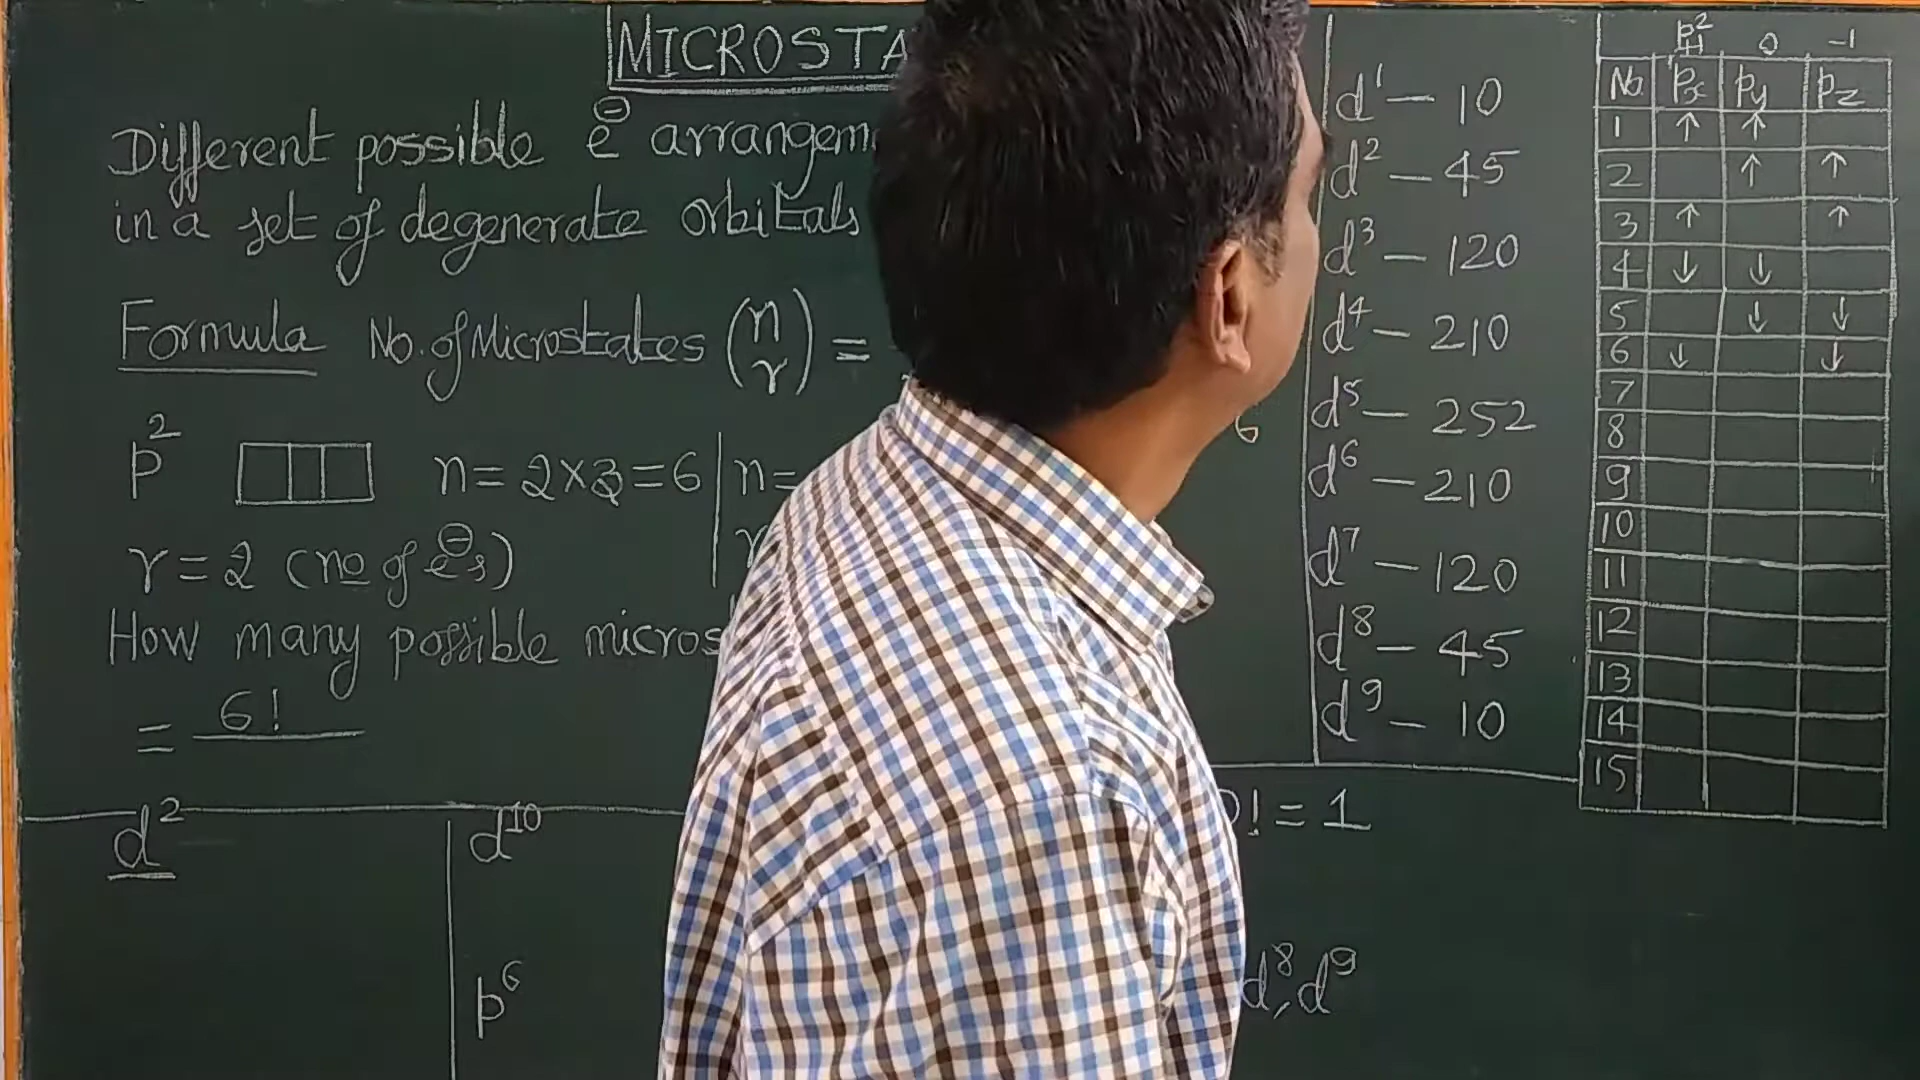 MICROSTA
Different possible e⊖ arrangem
in a set of degenerate orbitals
Formula No. of Microstates (n r) =
p² n = 2×3 = 6 n =
r = 2 (no of e⊖s)
How many possible micros
= 6!
d² d¹⁰ 0! = 1
p⁶ d⁸, d⁹
6
d¹ – 10
d² – 45
d³ – 120
d⁴ – 210
d⁵ – 252
d⁶ – 210
d⁷ – 120
d⁸ – 45
d⁹ – 10
p²
+1 0 -1
No. px py pz
1 ↑ ↑
2 ↑ ↑
3 ↑ ↑
4 ↓ ↓
5 ↓ ↓
6 ↓ ↓
7
8
9
10
11
12
13
14
15